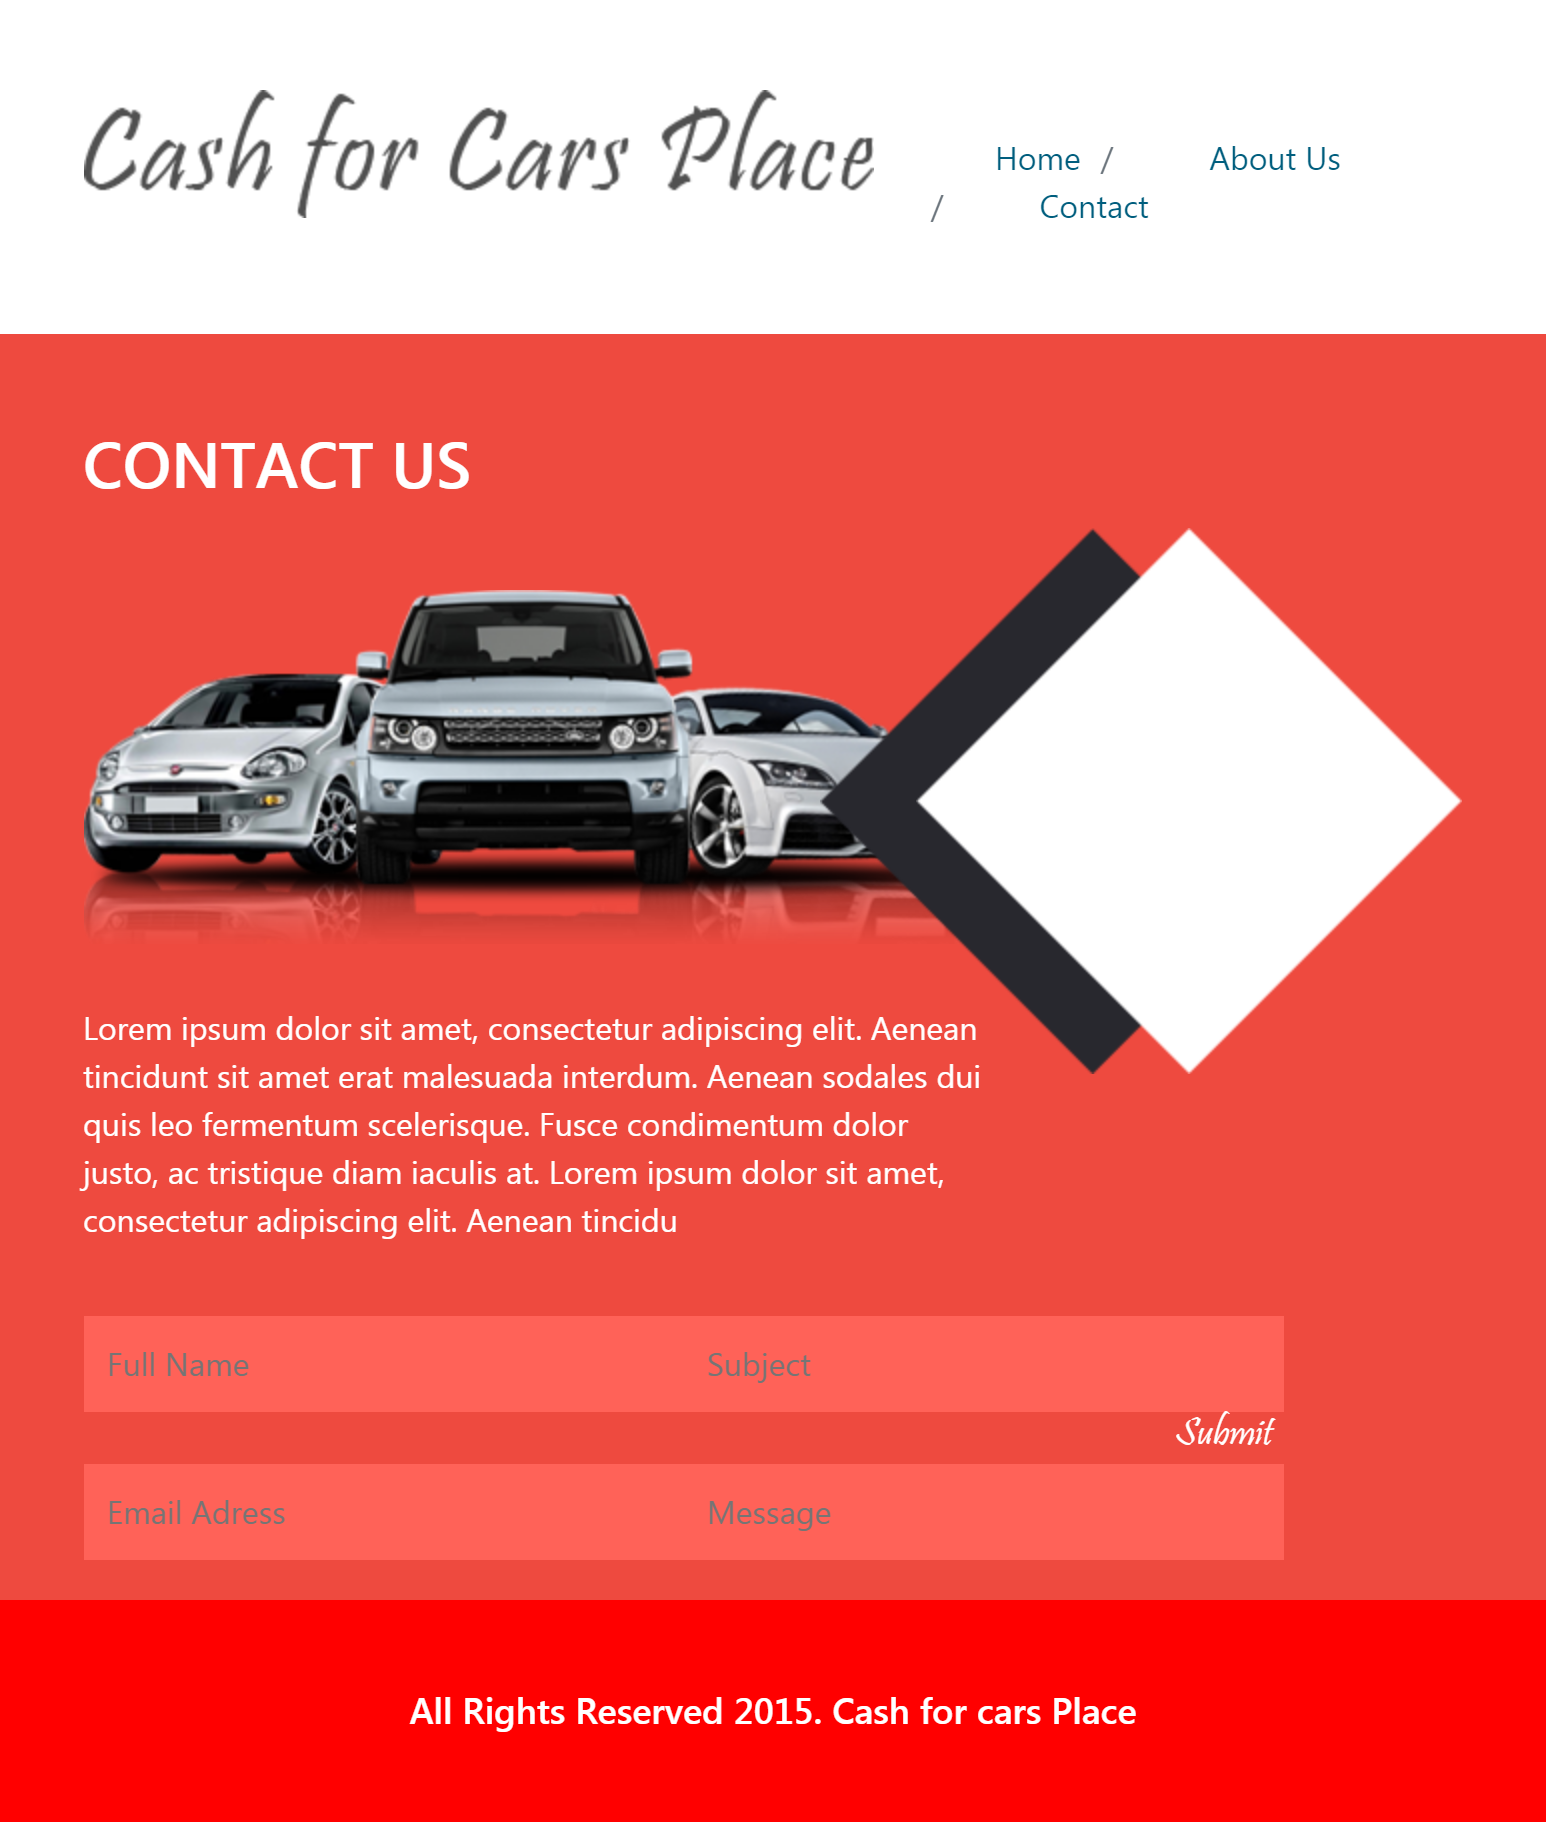 Cash for Cars Place
Home / About Us
/ Contact
CONTACT US
Lorem ipsum dolor sit amet, consectetur adipiscing elit. Aenean
tincidunt sit amet erat malesuada interdum. Aenean sodales dui
quis leo fermentum scelerisque. Fusce condimentum dolor
justo, ac tristique diam iaculis at. Lorem ipsum dolor sit amet,
consectetur adipiscing elit. Aenean tincidu
Full Name Subject
Submit
Email Adress Message
All Rights Reserved 2015. Cash for cars Place